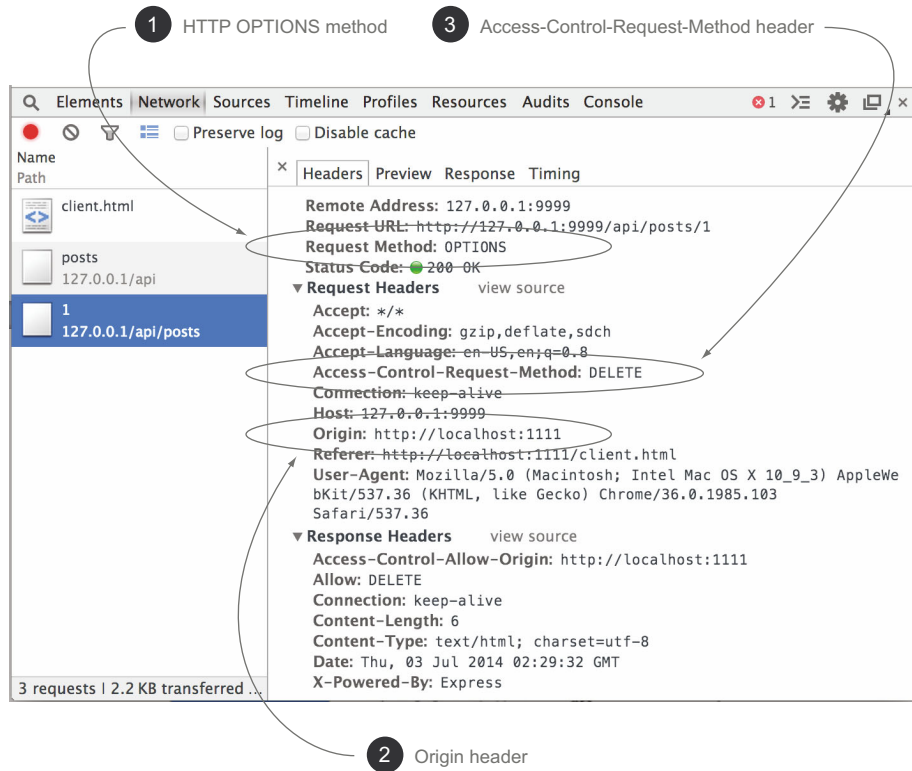 1 HTTP OPTIONS method
3 Access-Control-Request-Method header
Elements Network Sources Timeline Profiles Resources Audits Console 1
Preserve log Disable cache
Name
Path
client.html
posts
127.0.0.1/api
1
127.0.0.1/api/posts
3 requests | 2.2 KB transferred ...
Headers Preview Response Timing
Remote Address: 127.0.0.1:9999
Request URL: http://127.0.0.1:9999/api/posts/1
Request Method: OPTIONS
Status Code: 200 OK
Request Headers view source
Accept: */*
Accept-Encoding: gzip,deflate,sdch
Accept-Language: en-US,en;q=0.8
Access-Control-Request-Method: DELETE
Connection: keep-alive
Host: 127.0.0.1:9999
Origin: http://localhost:1111
Referer: http://localhost:1111/client.html
User-Agent: Mozilla/5.0 (Macintosh; Intel Mac OS X 10_9_3) AppleWe
bKit/537.36 (KHTML, like Gecko) Chrome/36.0.1985.103
Safari/537.36
Response Headers view source
Access-Control-Allow-Origin: http://localhost:1111
Allow: DELETE
Connection: keep-alive
Content-Length: 6
Content-Type: text/html; charset=utf-8
Date: Thu, 03 Jul 2014 02:29:32 GMT
X-Powered-By: Express
2 Origin header